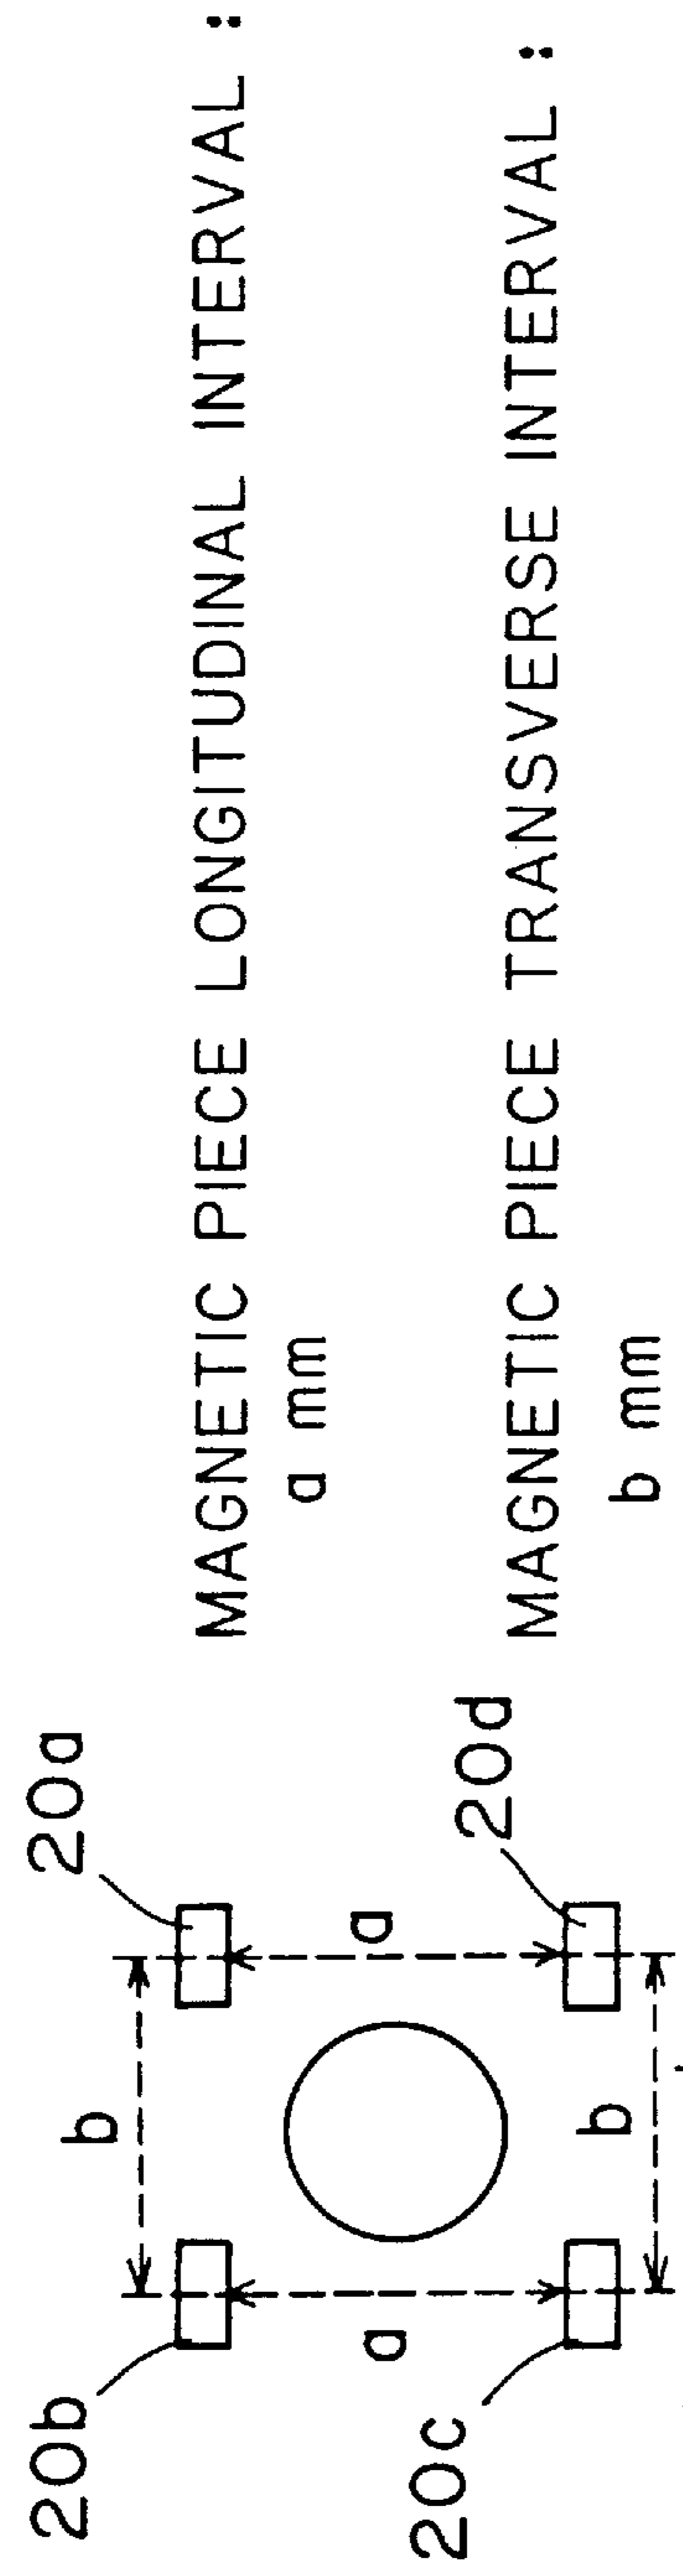 MAGNETIC PIECE LONGITUDINAL INTERVAL :
a mm
MAGNETIC PIECE TRANSVERSE INTERVAL :
b mm
20b
b
20a
a
a
20c
b
20d